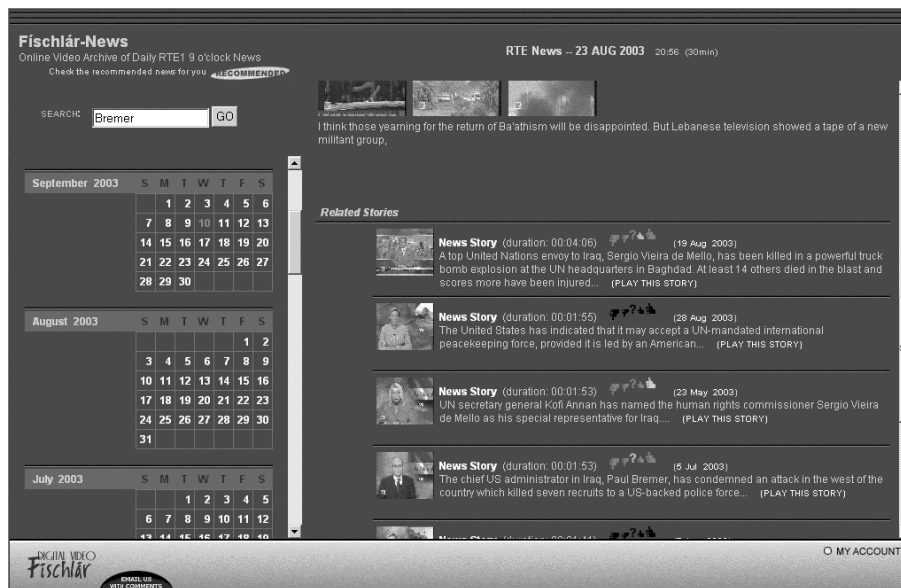 Físchlár-News
Online Video Archive of Daily RTE1 9 o'clock News
Check the recommended news for you RECOMMENDED
SEARCH: Bremer GO
September 2003 S M T W T F S
1 2 3 4 5 6
7 8 9 10 11 12 13
14 15 16 17 18 19 20
21 22 23 24 25 26 27
28 29 30
August 2003 S M T W T F S
1 2
3 4 5 6 7 8 9
10 11 12 13 14 15 16
17 18 19 20 21 22 23
24 25 26 27 28 29 30
31
July 2003 S M T W T F S
1 2 3 4 5
6 7 8 9 10 11 12
13 14 15 16 17 18 19
RTE News -- 23 AUG 2003 20:56 (30min)
I think those yearning for the return of Ba'athism will be disappointed. But Lebanese television showed a tape of a new
militant group,
Related Stories
News Story (duration: 00:04:06) ? (19 Aug 2003)
A top United Nations envoy to Iraq, Sergio Vieira de Mello, has been killed in a powerful truck
bomb explosion at the UN headquarters in Baghdad. At least 14 others died in the blast and
scores more have been injured... (PLAY THIS STORY)
News Story (duration: 00:01:55) ? (28 Aug 2003)
The United States has indicated that it may accept a UN-mandated international
peacekeeping force, provided it is led by an American... (PLAY THIS STORY)
News Story (duration: 00:01:53) ? (23 May 2003)
UN secretary general Kofi Annan has named the human rights commissioner Sergio Vieira
de Mello as his special representative for Iraq.... (PLAY THIS STORY)
News Story (duration: 00:01:53) ? (5 Jul 2003)
The chief US administrator in Iraq, Paul Bremer, has condemned an attack in the west of the
country which killed seven recruits to a US-backed police force... (PLAY THIS STORY)
DIGITAL VIDEO
Físchlár
EMAIL US
WITH COMMENTS
MY ACCOUNT